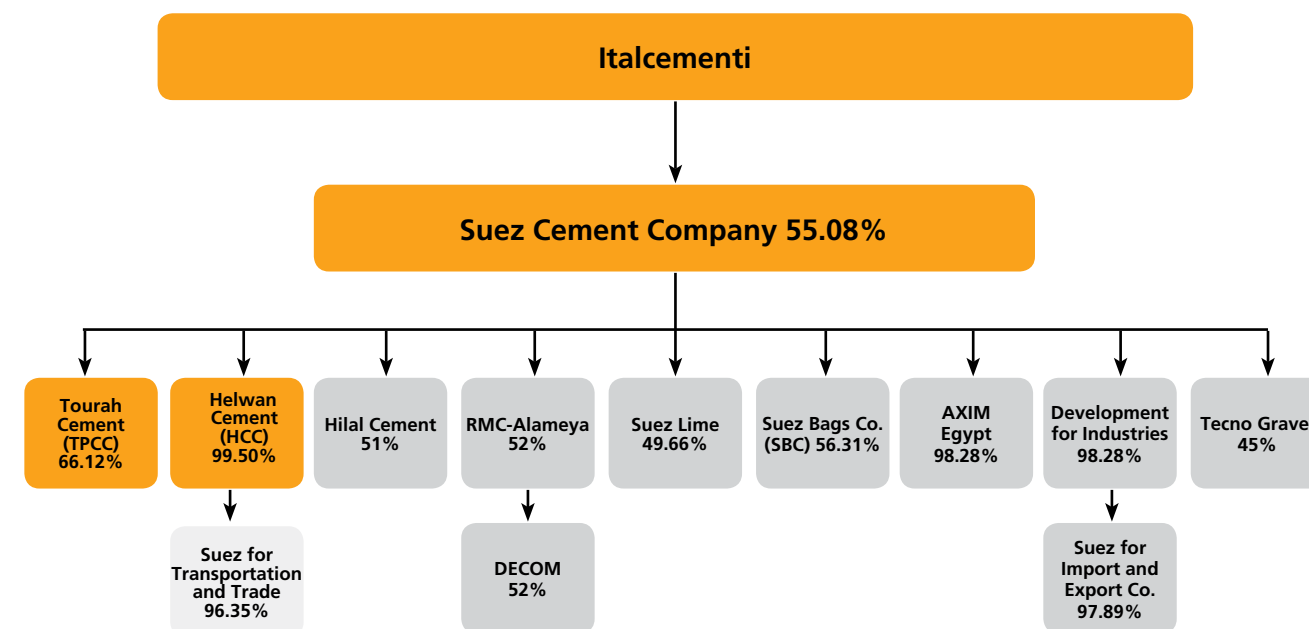 Italcementi
Suez Cement Company 55.08%
Tourah
Cement
(TPCC)
66.12%
Helwan
Cement
(HCC)
99.50%
Hilal Cement
51%
RMC-Alameya
52%
Suez Lime
49.66%
Suez Bags Co.
(SBC) 56.31%
AXIM
Egypt
98.28%
Development
for Industries
98.28%
Tecno Grave
45%
Suez for
Transportation
and Trade
96.35%
DECOM
52%
Suez for
Import and
Export Co.
97.89%